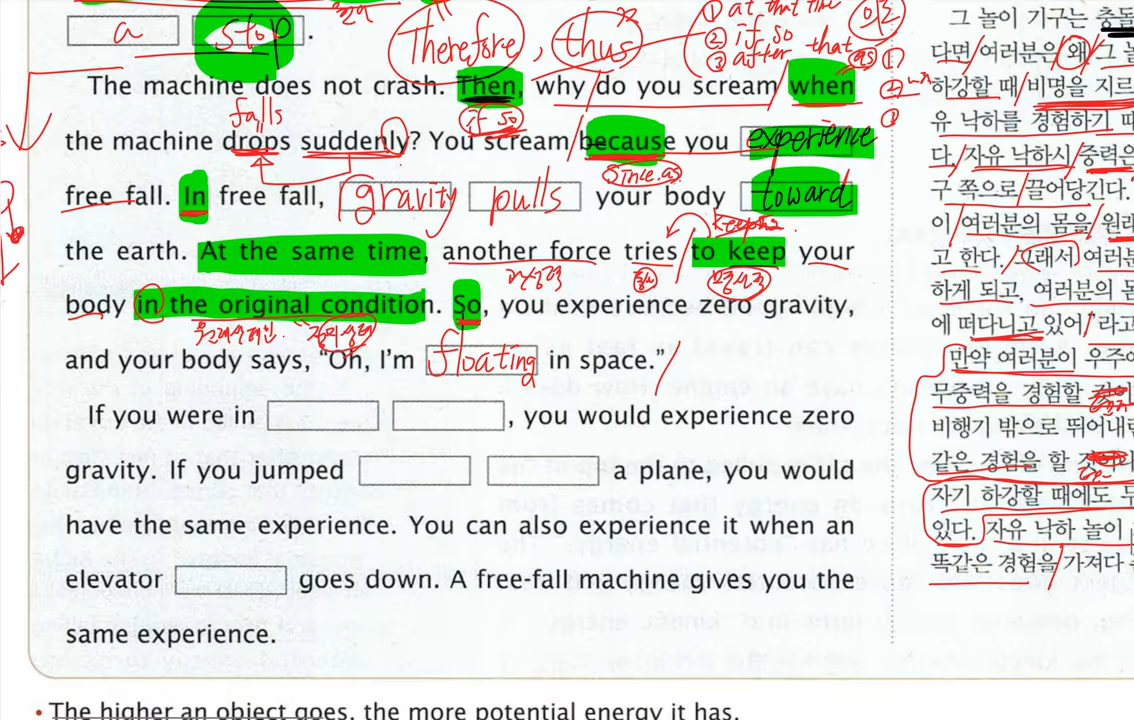 ① at that time
② if so
③ after that
a stop.
Therefore, thus
The machine does not crash. Then, why do you scream when
(as)
falls
if so
the machine drops suddenly? You scream because you experience
since. as
free fall. In free fall, gravity pulls your body toward
the earth. At the same time, another force tries to keep your
관성력
body in the original condition. So, you experience zero gravity,
and your body says, "Oh, I'm floating in space."
If you were in , you would experience zero
gravity. If you jumped plane, you would
have the same experience. You can also experience it when an
elevator goes down. A free-fall machine gives you the
same experience.
• The higher an object goes, the more potential energy it has.
그 놀이 기구는 충돌
다면 여러분은 왜 그 놀
하강할 때 비명을 지르
유 낙하를 경험하기 때
다. 자유 낙하시 중력은
구 쪽으로 끌어당긴다.
이 여러분의 몸을 원래
고 한다. 그래서 여러분
하게 되고, 여러분의 몸
에 떠다니고 있어!'라고
만약 여러분이 우주에
무중력을 경험할
비행기 밖으로 뛰어내린
같은 경험을 할
자기 하강할 때에도 무
있다. 자유 낙하 놀이
똑같은 경험을 가져다